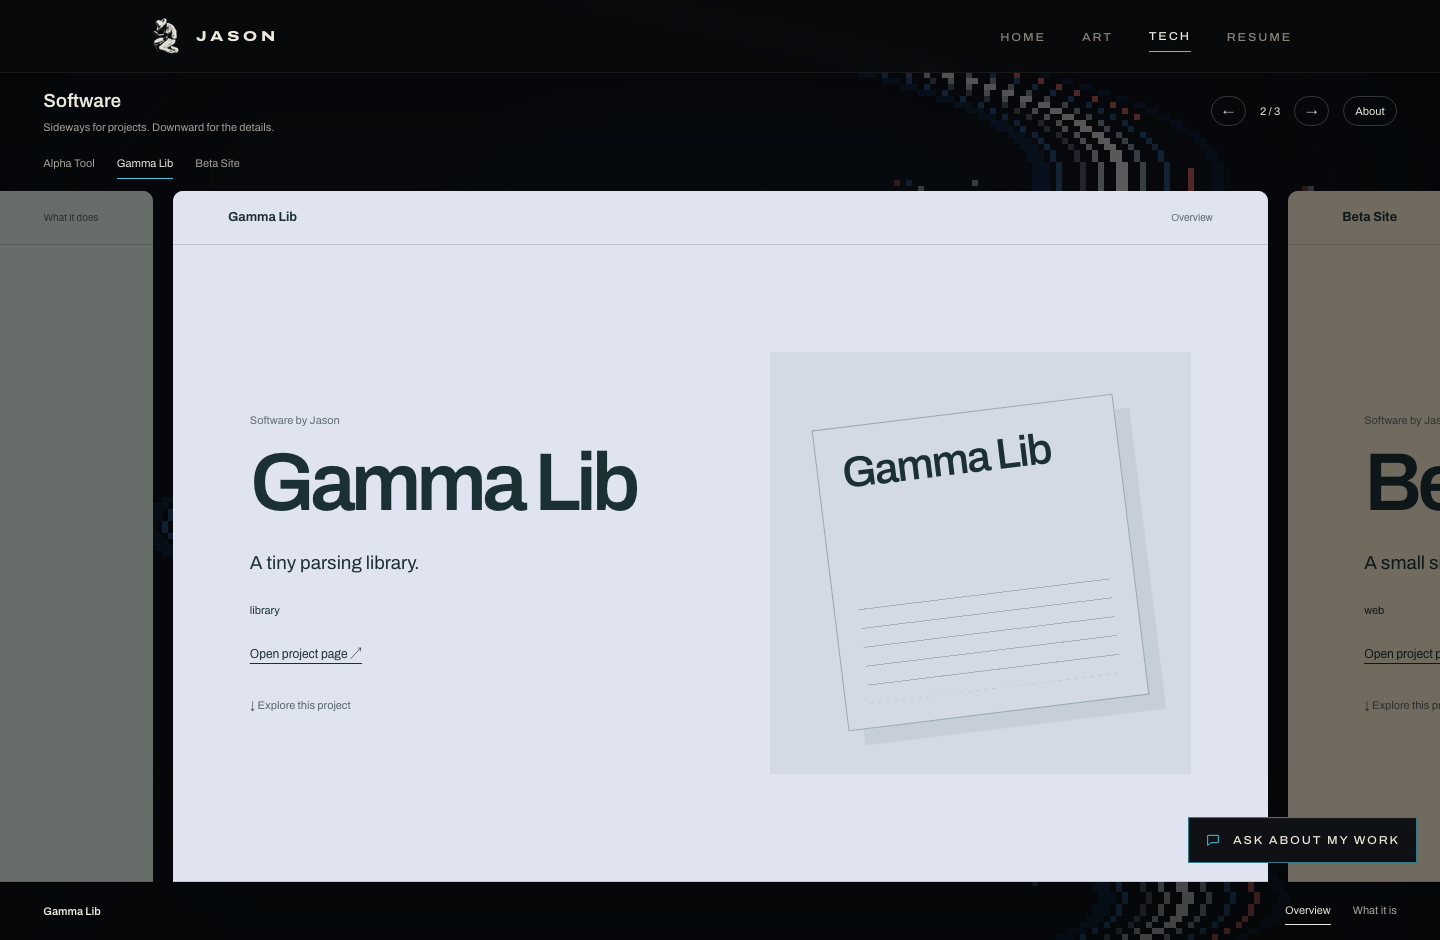 JASON
HOME ART TECH RESUME
Software
Sideways for projects. Downward for the details.
← 2 / 3 → About
Alpha Tool Gamma Lib Beta Site
What it does
Gamma Lib
Overview
Beta Site
Software by Jason
Gamma Lib
A tiny parsing library.
library
Open project page ↗
↓ Explore this project
Gamma Lib
Software by Jas
Be
A small s
web
Open project p
↓ Explore this pr
ASK ABOUT MY WORK
Gamma Lib
Overview What it is